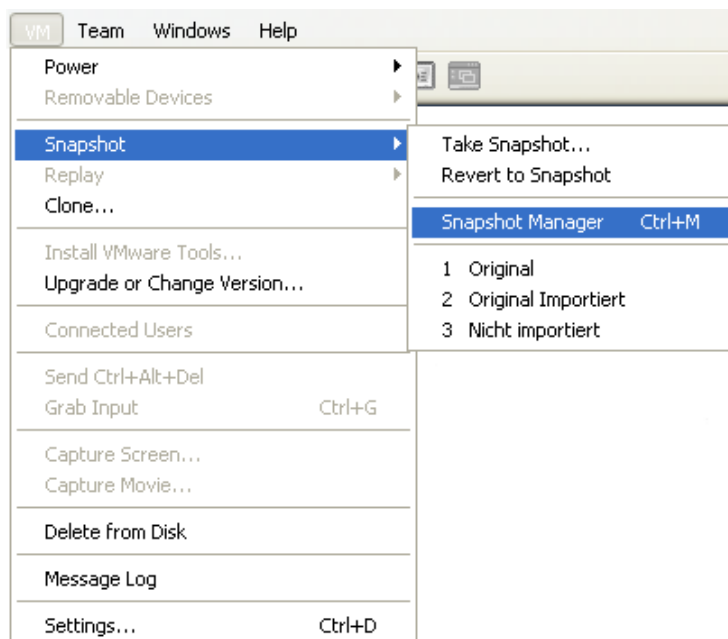 VM Team Windows Help
Power
Removable Devices
Snapshot
Replay
Clone...
Install VMware Tools...
Upgrade or Change Version...
Connected Users
Send Ctrl+Alt+Del
Grab Input Ctrl+G
Capture Screen...
Capture Movie...
Delete from Disk
Message Log
Settings... Ctrl+D
Take Snapshot...
Revert to Snapshot
Snapshot Manager Ctrl+M
1 Original
2 Original Importiert
3 Nicht importiert